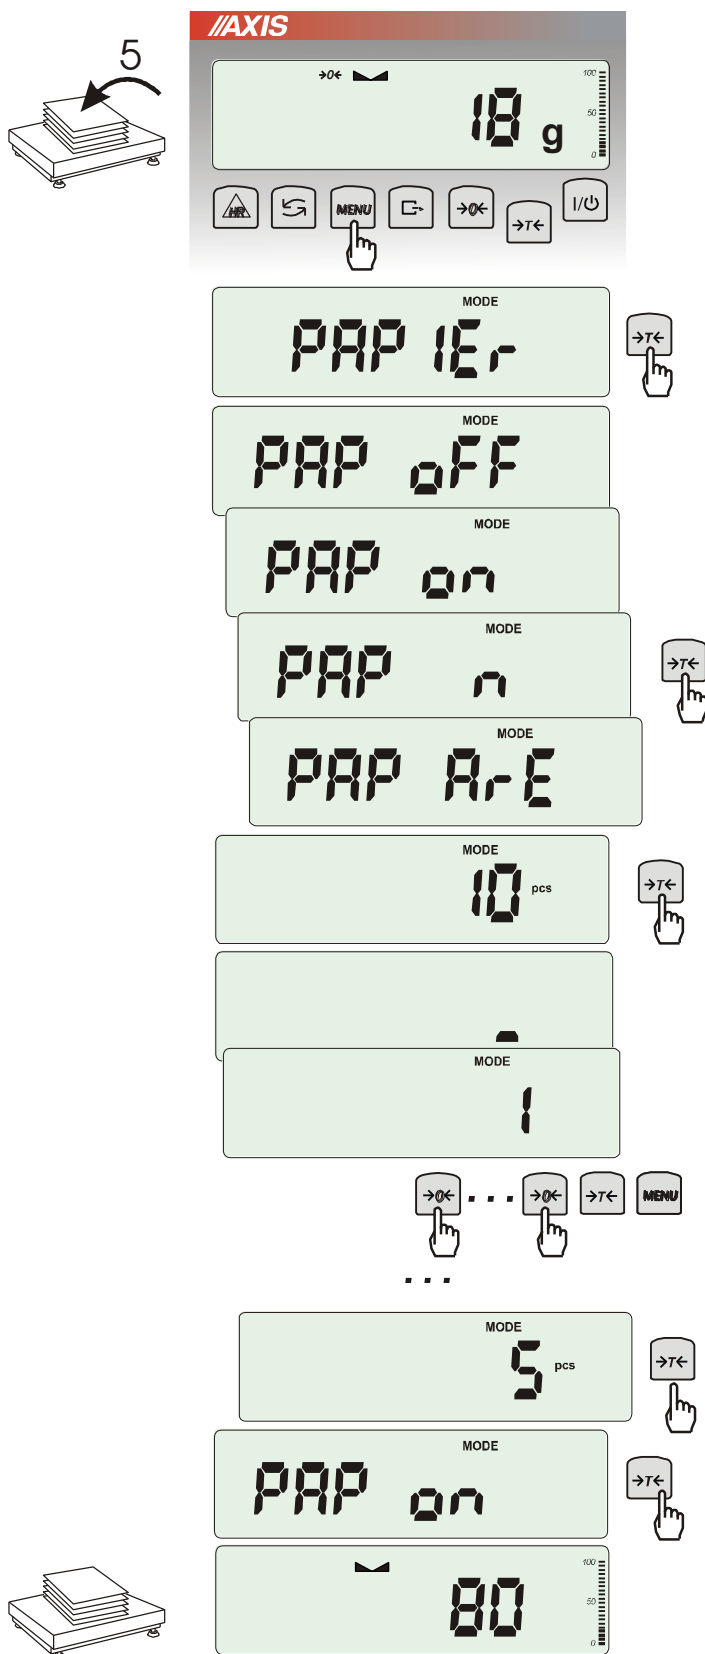 //AXIS
5
→0←
100
18 g
50
0
HR MENU →0← →T← I/⏻
MODE
PAPIEr
→T←
MODE
PAP oFF
MODE
PAP on
MODE
PAP n
→T←
MODE
PAP ArE
MODE
10 pcs
→T←
_
MODE
1
→0← ... →0← →T← MENU
...
MODE
5 pcs
→T←
MODE
PAP on
→T←
100
80
50
0